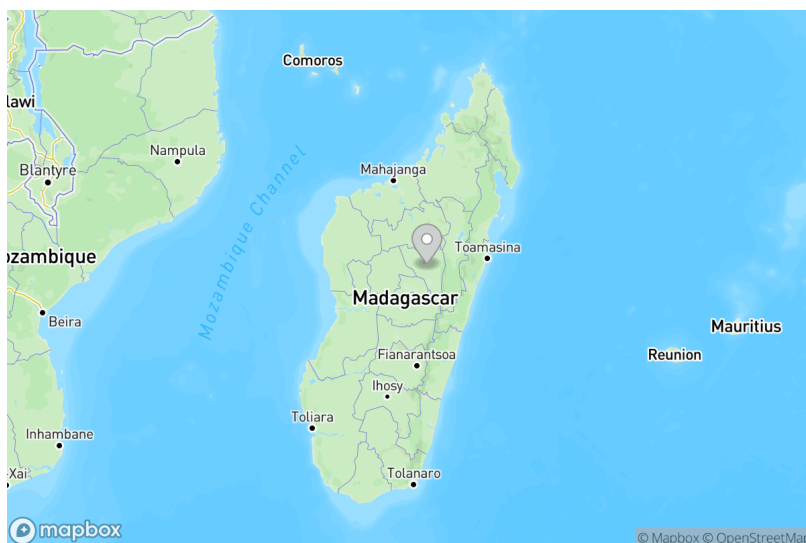 Comoros
lawi
Nampula
Blantyre
Mahajanga
Mozambique Channel
ozambique
Toamasina
Madagascar
Beira
Mauritius
Reunion
Fianarantsoa
Ihosy
Toliara
Inhambane
-Xai
Tolanaro
mapbox
© Mapbox © OpenStreetMap